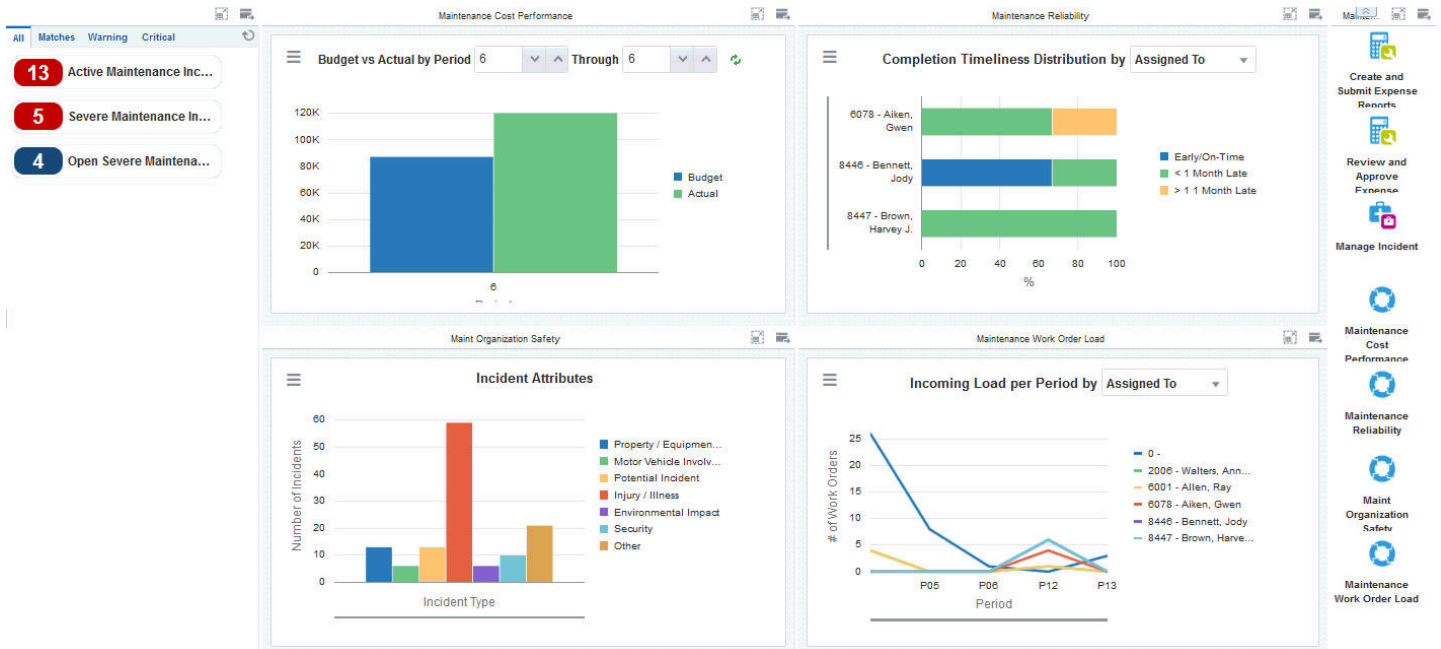 All Matches Warning Critical
13 Active Maintenance Inc...
5 Severe Maintenance In...
4 Open Severe Maintena...
Maintenance Cost Performance
Budget vs Actual by Period 6 Through 6
120K
100K
80K
60K
40K
20K
0
6
Budget
Actual
Maintenance Reliability
Completion Timeliness Distribution by Assigned To
6078 - Aiken,
Gwen
8446 - Bennett,
Jody
8447 - Brown,
Harvey J.
0 20 40 60 80 100
%
Early/On-Time
< 1 Month Late
> 1 1 Month Late
Maint Organization Safety
Incident Attributes
Number of Incidents
60
50
40
30
20
10
0
Incident Type
Property / Equipmen...
Motor Vehicle Involv...
Potential Incident
Injury / Illness
Environmental Impact
Security
Other
Maintenance Work Order Load
Incoming Load per Period by Assigned To
# of Work Orders
25
20
15
10
5
0
P05 P06 P12 P13
Period
0 -
2006 - Walters, Ann...
6001 - Allen, Ray
6078 - Aiken, Gwen
8446 - Bennett, Jody
8447 - Brown, Harve...
Create and
Submit Expense
Reports
Review and
Approve
Expense
Manage Incident
Maintenance
Cost
Performance
Maintenance
Reliability
Maint
Organization
Safety
Maintenance
Work Order Load